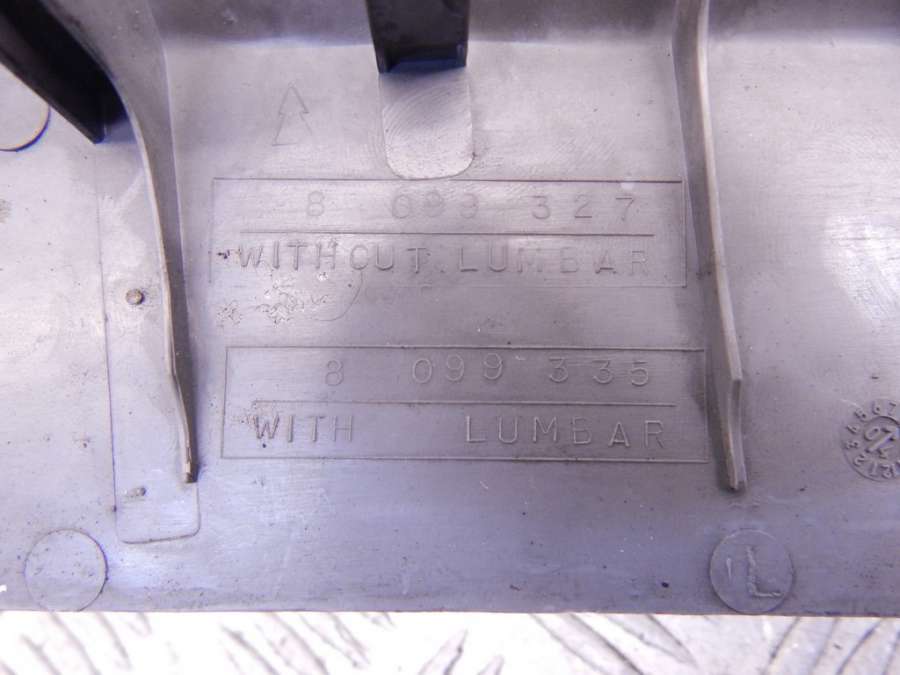 8 099 327
WITHOUT LUMBAR
8 099 335
WITH LUMBAR
L